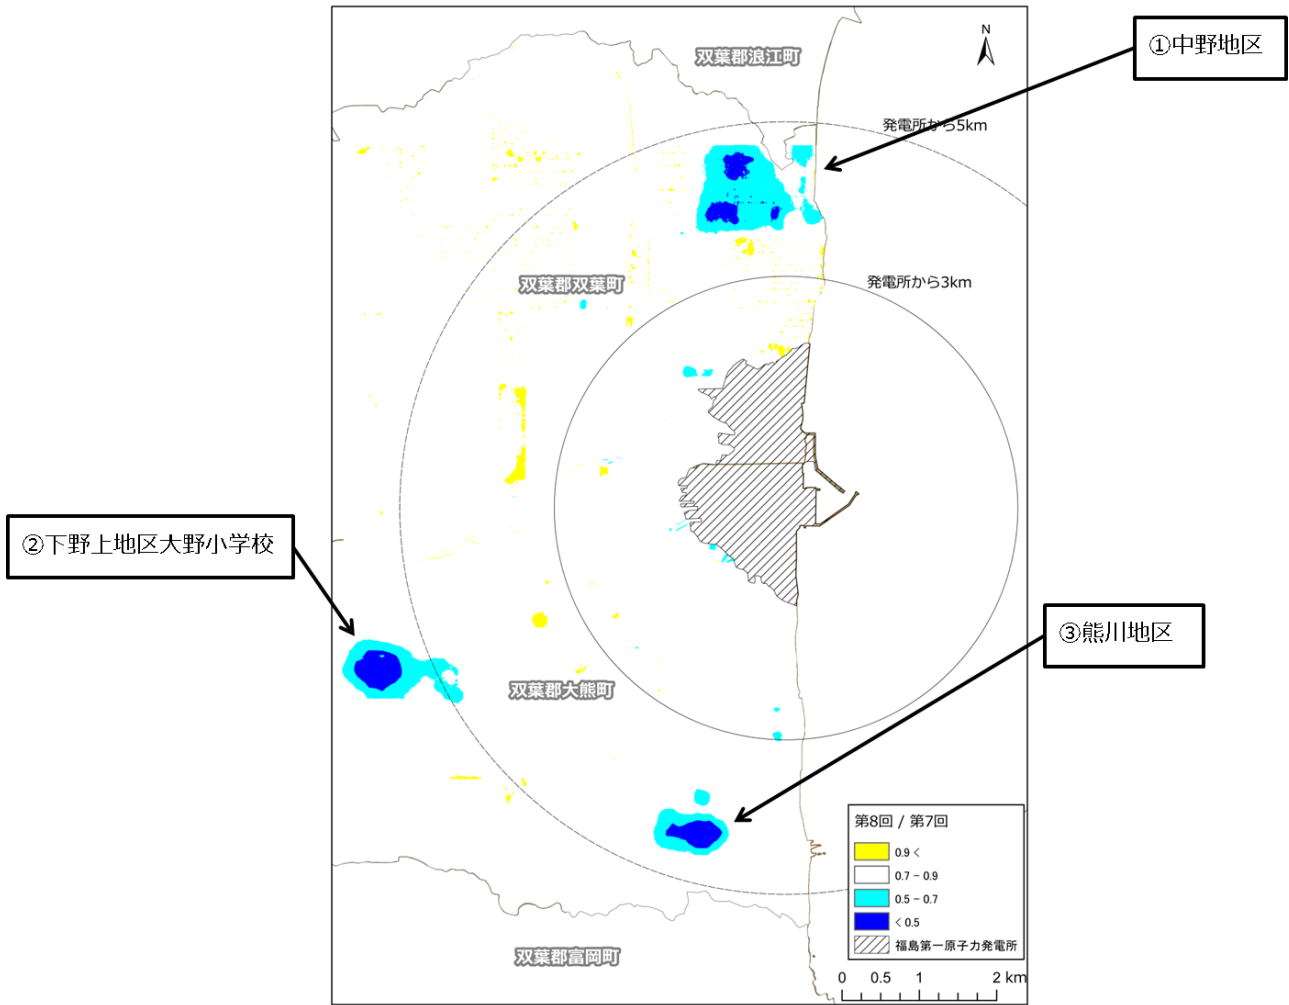 双葉郡浪江町
N
①中野地区
発電所から5km
発電所から3km
双葉郡双葉町
②下野上地区大野小学校
③熊川地区
双葉郡大熊町
第8回 / 第7回
0.9 <
0.7 - 0.9
0.5 - 0.7
< 0.5
福島第一原子力発電所
双葉郡富岡町
0 0.5 1 2 km